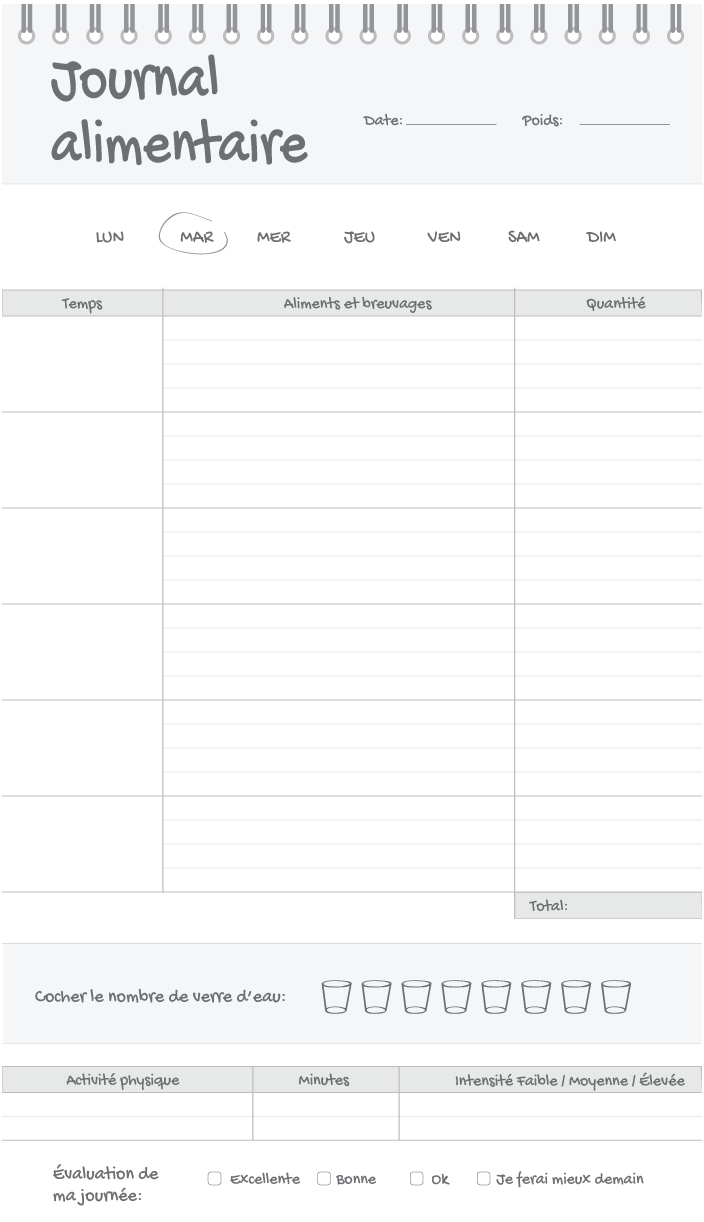 Journal
alimentaire
Date: Poids:
LUN MAR MER JEU VEN SAM DIM
Temps Aliments et breuvages Quantité
Total:
Cocher le nombre de verre d'eau:
Activité physique Minutes Intensité Faible / Moyenne / Élevée
Évaluation de
ma journée:
Excellente Bonne Ok Je ferai mieux demain